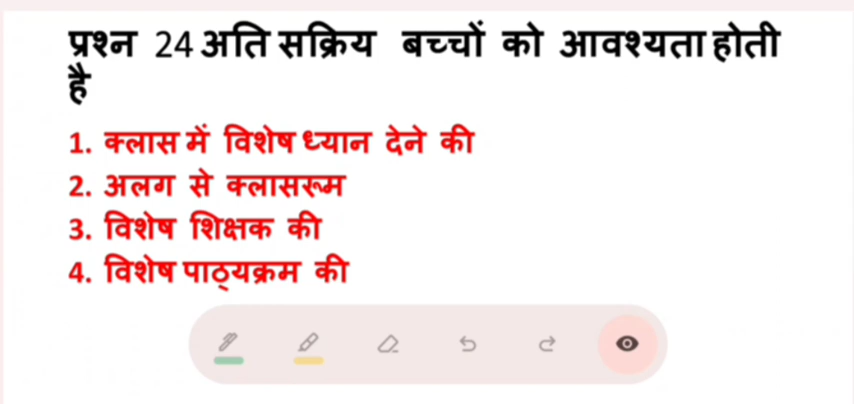 प्रश्न 24 अति सक्रिय बच्चों को आवश्यता होती
है
1. क्लास में विशेष ध्यान देने की
2. अलग से क्लासरूम
3. विशेष शिक्षक की
4. विशेष पाठ्यक्रम की